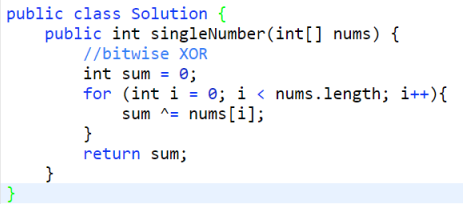 public class Solution {
    public int singleNumber(int[] nums) {
        //bitwise XOR
        int sum = 0;
        for (int i = 0; i < nums.length; i++){
            sum ^= nums[i];
        }
        return sum;
    }
}